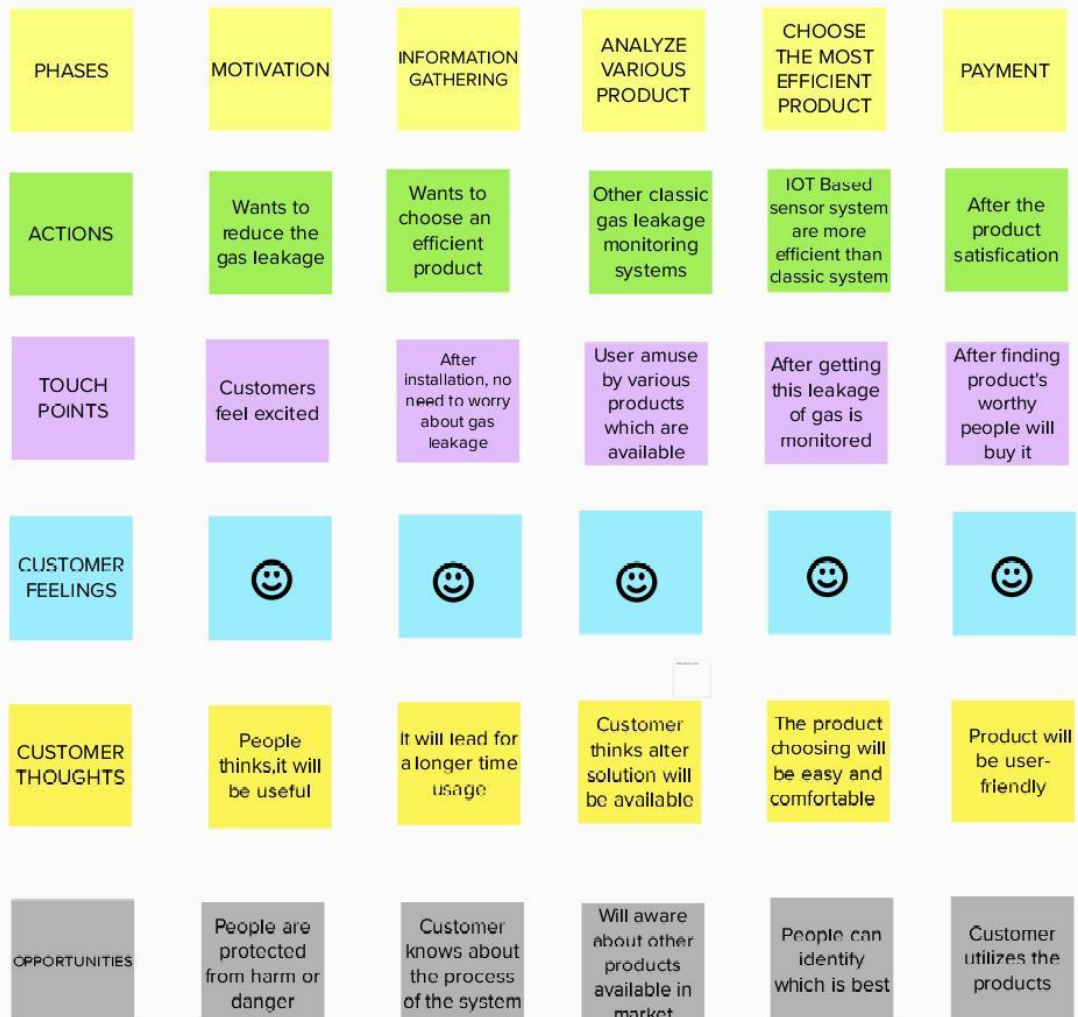 PHASES
MOTIVATION
INFORMATION
GATHERING
ANALYZE
VARIOUS
PRODUCT
CHOOSE
THE MOST
EFFICIENT
PRODUCT
PAYMENT
ACTIONS
Wants to
reduce the
gas leakage
Wants to
choose an
efficient
product
Other classic
gas leakage
monitoring
systems
IOT Based
sensor system
are more
efficient than
classic system
After the
product
satisfication
TOUCH
POINTS
Customers
feel excited
After
installation, no
need to worry
about gas
leakage
User amuse
by various
products
which are
available
After getting
this leakage
of gas is
monitored
After finding
product's
worthy
people will
buy it
CUSTOMER
FEELINGS
CUSTOMER
THOUGHTS
People
thinks,it will
be useful
It will lead for
a longer time
usage
Customer
thinks alter
solution will
be available
The product
choosing will
be easy and
comfortable
Product will
be user-
friendly
OPPORTUNITIES
People are
protected
from harm or
danger
Customer
knows about
the process
of the system
Will aware
about other
products
available in
market
People can
identify
which is best
Customer
utilizes the
products